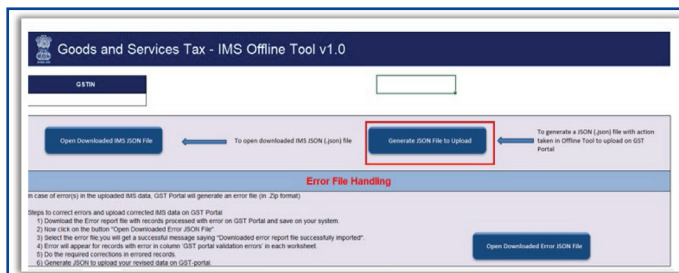 Goods and Services Tax - IMS Offline Tool v1.0
GSTIN
Open Downloaded IMS JSON File
To open downloaded IMS JSON (.json) file
Generate JSON File to Upload
To generate a JSON (.json) file with action
taken in Offline Tool to upload on GST
Portal
Error File Handling
In case of error(s) in the uploaded IMS data, GST Portal will generate an error file (in .Zip format)
Steps to correct errors and upload corrected IMS data on GST Portal
1) Download the Error report file with records processed with error on GST Portal and save on your system.
2) Now click on the button "Open Downloaded Error JSON File"
3) Select the error file,you will get a successful message saying "Downloaded error report file successfully imported".
4) Error will appear for records with error in column 'GST portal validation errors' in each worksheet.
5) Do the required corrections in errored records.
6) Generate JSON to upload your revised data on GST-portal.
Open Downloaded Error JSON File